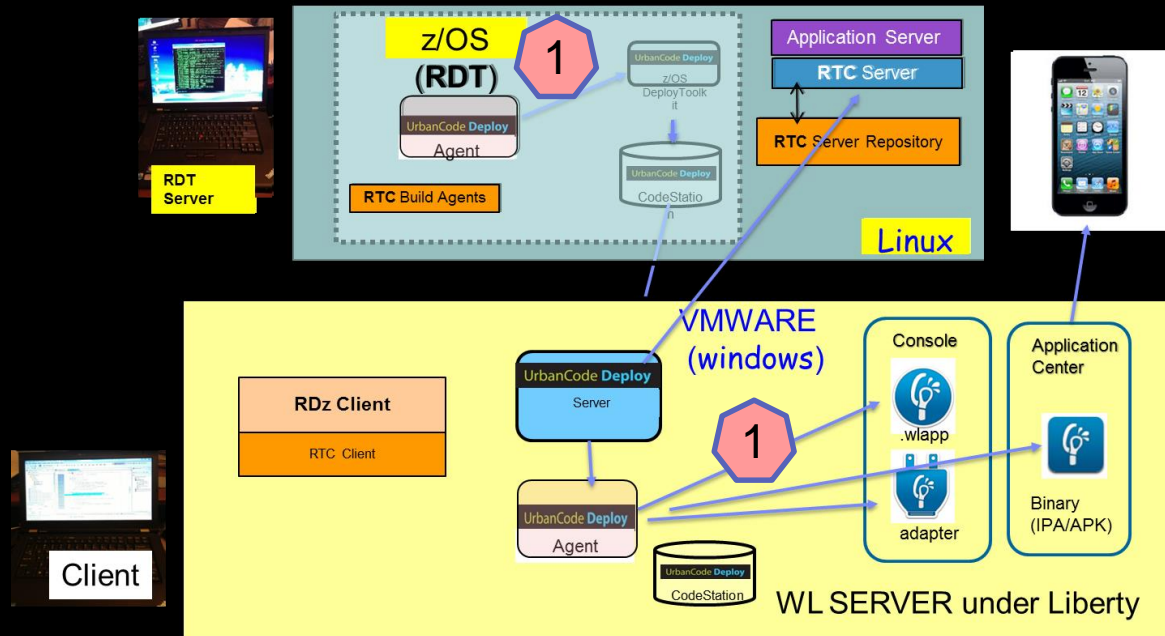 z/OS
(RDT)
1
UrbanCode Deploy
Agent
RTC Build Agents
UrbanCode Deploy
z/OS
DeployToolk
it
UrbanCode Deploy
CodeStatio
n
Application Server
RTC Server
RTC Server Repository
Linux
RDT
Server
VMWARE
(windows)
RDz Client
RTC Client
UrbanCode Deploy
Server
1
UrbanCode Deploy
Agent
UrbanCode Deploy
CodeStation
Console
.wlapp
adapter
Application
Center
Binary
(IPA/APK)
WL SERVER under Liberty
Client